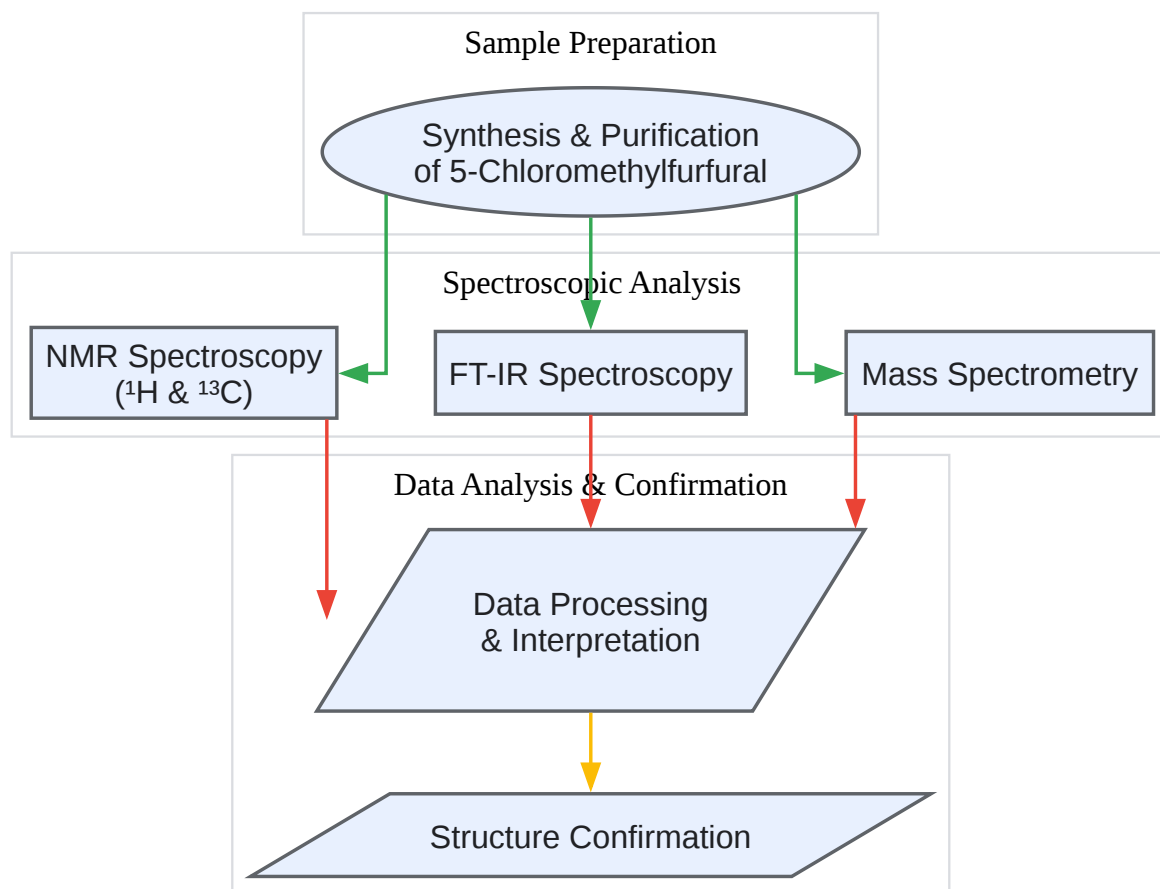 Sample Preparation
Synthesis & Purification
of 5-Chloromethylfurfural
Spectroscopic Analysis
NMR Spectroscopy
(¹H & ¹³C)
FT-IR Spectroscopy
Mass Spectrometry
Data Analysis & Confirmation
Data Processing
& Interpretation
Structure Confirmation